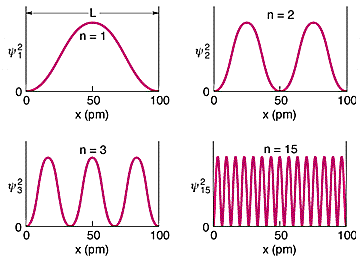 L
n = 1
ψ₁²
0
0 50 100
x (pm)
n = 2
ψ₂²
0
0 50 100
x (pm)
n = 3
ψ₃²
0
0 50 100
x (pm)
n = 15
ψ₁₅²
0
0 50 100
x (pm)